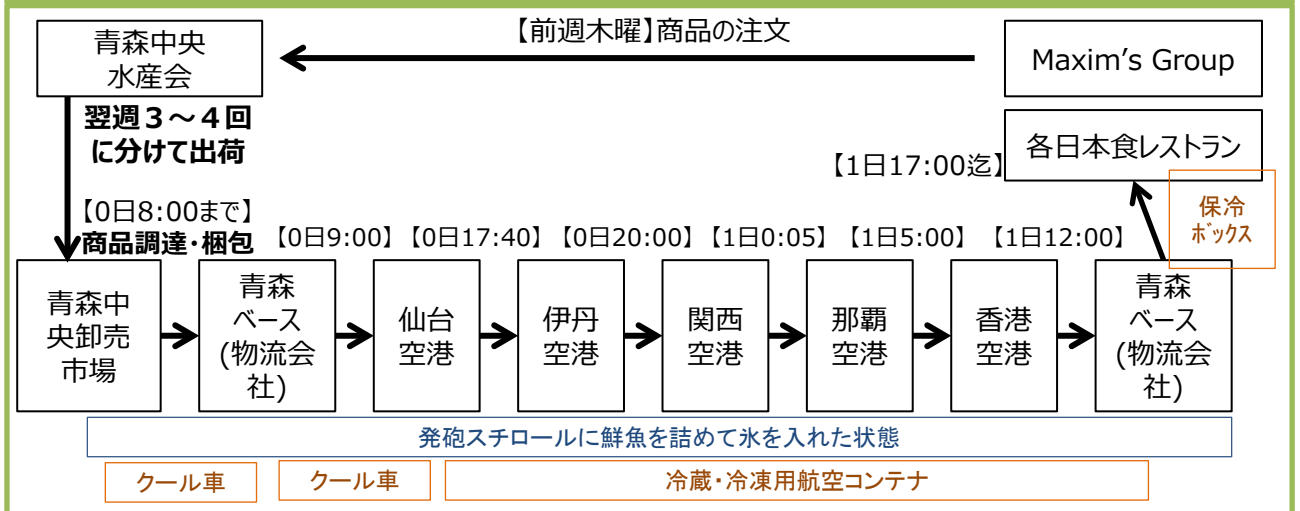 青森中央
水産会
【前週木曜】商品の注文
Maxim's Group
翌週３～４回
に分けて出荷
各日本食レストラン
【1日17:00迄】
保冷
ボックス
【0日8:00まで】
商品調達・梱包
【0日9:00】
【0日17:40】
【0日20:00】
【1日0:05】
【1日5:00】
【1日12:00】
青森中
央卸売
市場
青森
ベース
(物流会
社)
仙台
空港
伊丹
空港
関西
空港
那覇
空港
香港
空港
青森
ベース
(物流会
社)
発砲スチロールに鮮魚を詰めて氷を入れた状態
クール車
クール車
冷蔵・冷凍用航空コンテナ